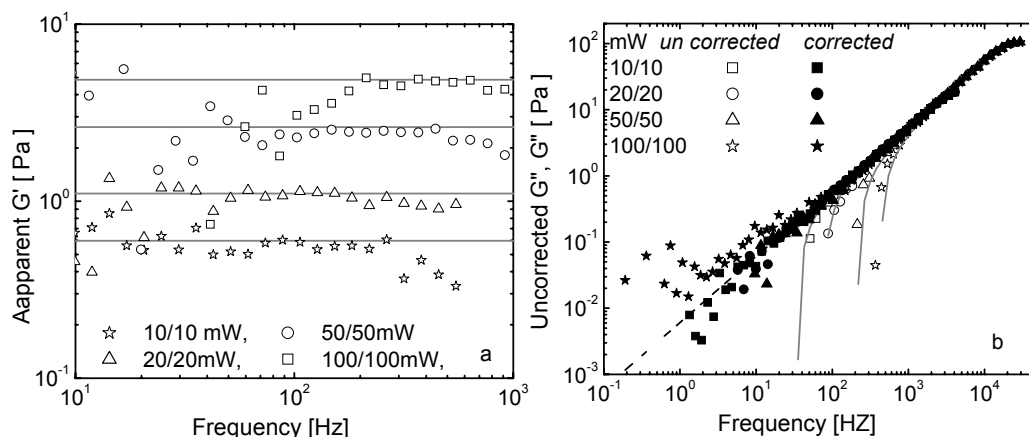 Aapparent G' [ Pa]
10^1
10^0
10^-1
10^1
10^2
10^3
Frequency [Hz]
☆ 10/10 mW, ○ 50/50mW
△ 20/20mW □ 100/100mW,
a
Uncorrected G'', G'' [ Pa]
10^2
10^1
10^0
10^-1
10^-2
10^-3
10^-1
10^0
10^1
10^2
10^3
10^4
Frequency [HZ]
mW un corrected corrected
10/10 □ ■
20/20 ○ ●
50/50 △ ▲
100/100 ☆ ★
b